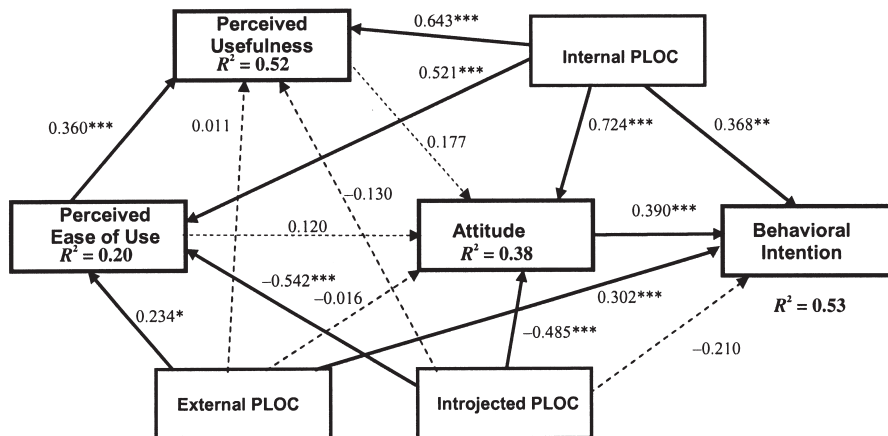 Perceived
Usefulness
R² = 0.52
0.643***
Internal PLOC
0.521***
0.360***
0.011
0.177
0.724***
0.368**
–0.130
Perceived
Ease of Use
R² = 0.20
0.120
Attitude
R² = 0.38
0.390***
Behavioral
Intention
R² = 0.53
–0.542***
–0.016
0.302***
0.234*
–0.485***
–0.210
External PLOC
Introjected PLOC